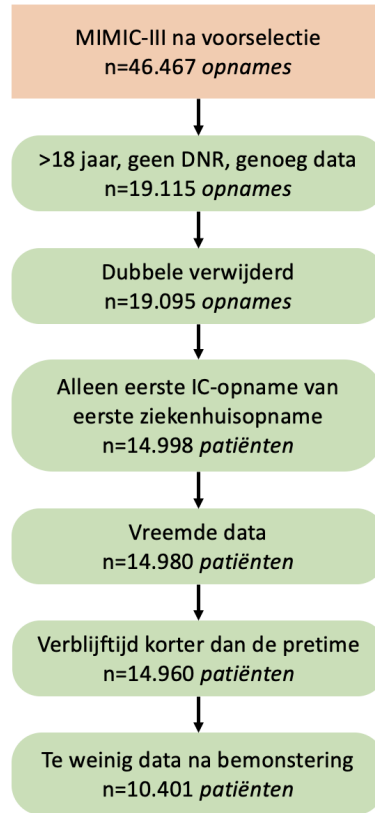 MIMIC-III na voorselectie
n=46.467 opnames
>18 jaar, geen DNR, genoeg data
n=19.115 opnames
Dubbele verwijderd
n=19.095 opnames
Alleen eerste IC-opname van
eerste ziekenhuisopname
n=14.998 patiënten
Vreemde data
n=14.980 patiënten
Verblijftijd korter dan de pretime
n=14.960 patiënten
Te weinig data na bemonstering
n=10.401 patiënten